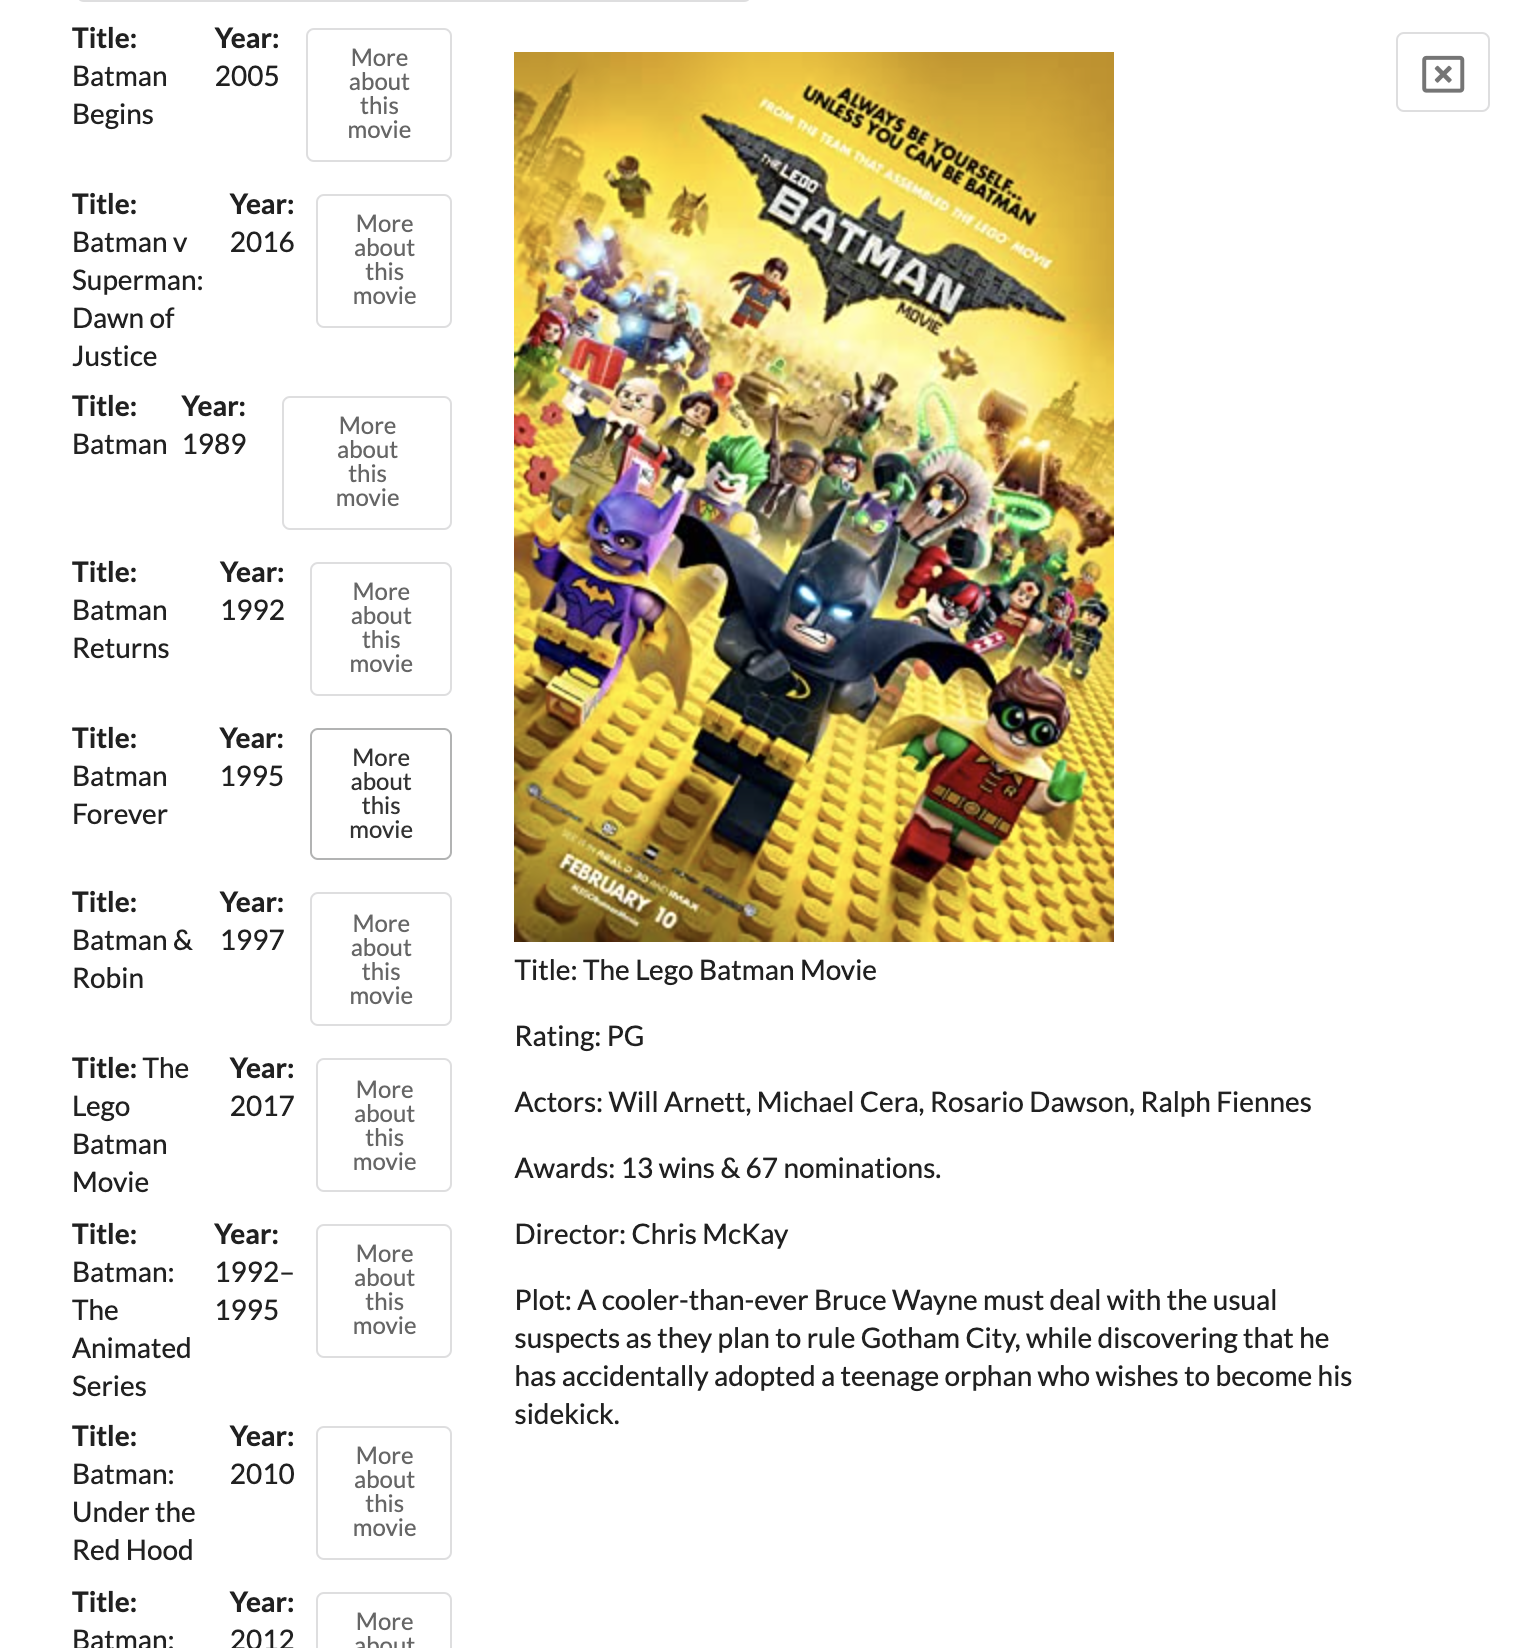 Title:
Batman
Begins
Year:
2005
More
about
this
movie
Title:
Batman v
Superman:
Dawn of
Justice
Year:
2016
More
about
this
movie
Title:
Batman
Year:
1989
More
about
this
movie
Title:
Batman
Returns
Year:
1992
More
about
this
movie
Title:
Batman
Forever
Year:
1995
More
about
this
movie
Title:
Batman &
Robin
Year:
1997
More
about
this
movie
Title: The
Lego
Batman
Movie
Year:
2017
More
about
this
movie
Title:
Batman:
The
Animated
Series
Year:
1992–
1995
More
about
this
movie
Title:
Batman:
Under the
Red Hood
Year:
2010
More
about
this
movie
Title:
Batman:
Year:
2012
More
about
ALWAYS BE YOURSELF...
UNLESS YOU CAN BE BATMAN
FROM THE TEAM THAT ASSEMBLED THE LEGO MOVIE
THE LEGO
BATMAN
MOVIE
SEE IT IN REAL D 3D AND IMAX
FEBRUARY 10
Title: The Lego Batman Movie
Rating: PG
Actors: Will Arnett, Michael Cera, Rosario Dawson, Ralph Fiennes
Awards: 13 wins & 67 nominations.
Director: Chris McKay
Plot: A cooler-than-ever Bruce Wayne must deal with the usual
suspects as they plan to rule Gotham City, while discovering that he
has accidentally adopted a teenage orphan who wishes to become his
sidekick.